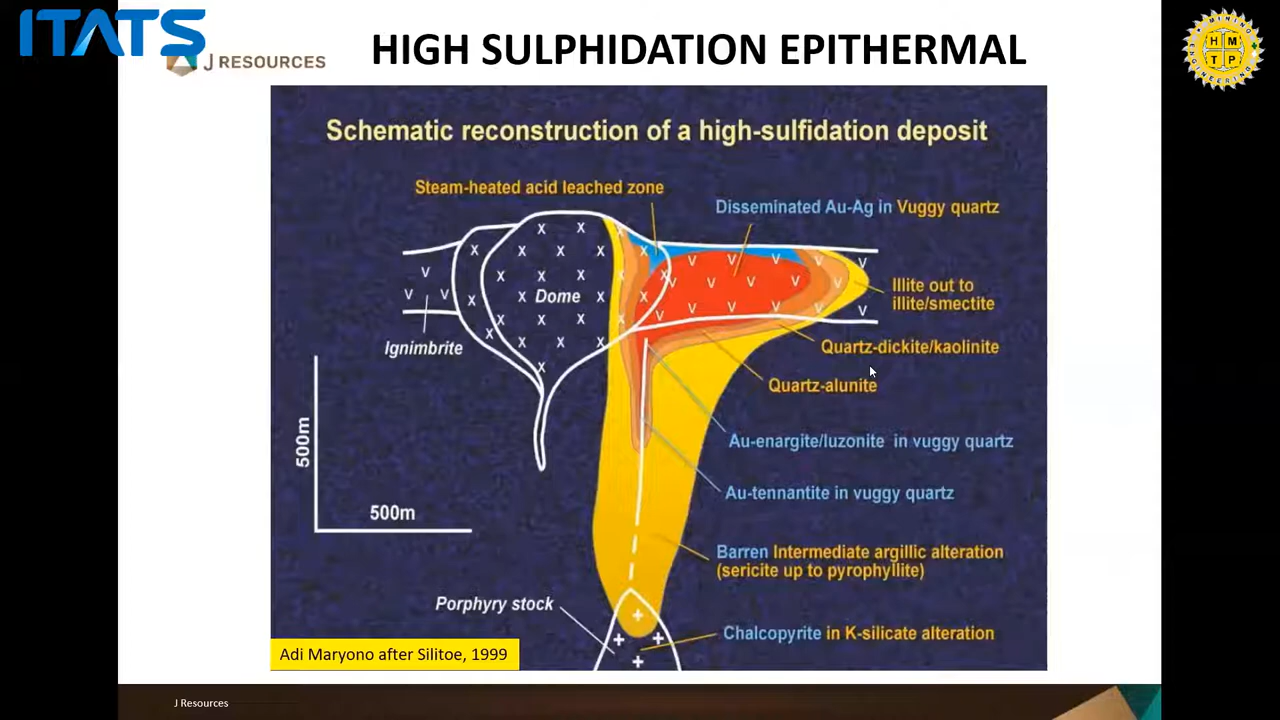 ITATS
J RESOURCES
HIGH SULPHIDATION EPITHERMAL
H M
T P
Schematic reconstruction of a high-sulfidation deposit
Steam-heated acid leached zone
Disseminated Au-Ag in Vuggy quartz
Dome
Illite out to
illite/smectite
Ignimbrite
Quartz-dickite/kaolinite
Quartz-alunite
500m
500m
Au-enargite/luzonite in vuggy quartz
Au-tennantite in vuggy quartz
Barren Intermediate argillic alteration
(sericite up to pyrophyllite)
Porphyry stock
Chalcopyrite in K-silicate alteration
Adi Maryono after Silitoe, 1999
J Resources